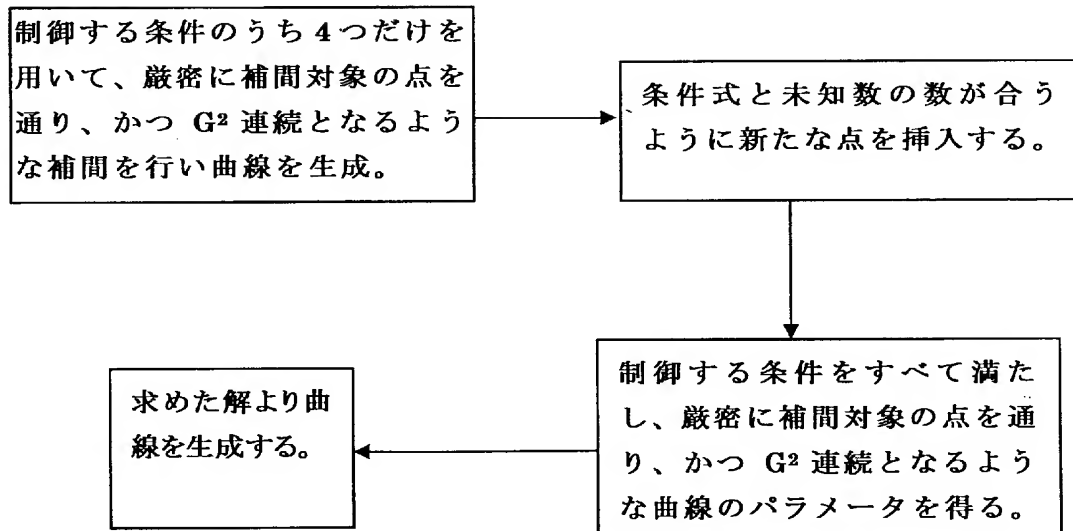 制御する条件のうち4つだけを
用いて、厳密に補間対象の点を
通り、かつ G² 連続となるよう
な補間を行い曲線を生成。
条件式と未知数の数が合う
ように新たな点を挿入する。
制御する条件をすべて満た
し、厳密に補間対象の点を通
り、かつ G² 連続となるよう
な曲線のパラメータを得る。
求めた解より曲
線を生成する。